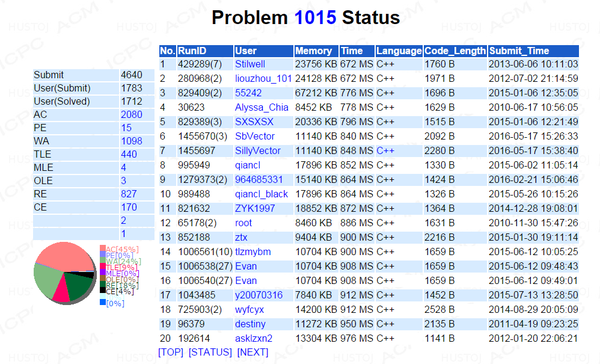 Problem 1015 Status
Submit 4640
User(Submit) 1783
User(Solved) 1712
AC 2080
PE 15
WA 1098
TLE 440
MLE 4
OLE 3
RE 827
CE 170
2
1
AC[45%]
PE[0%]
WA[24%]
TLE[9%]
MLE[0%]
OLE[0%]
RE[18%]
CE[4%]
[0%]
No. RunID User Memory Time Language Code_Length Submit_Time
1 429289(7) Stilwell 23756 KB 672 MS C++ 1760 B 2013-06-06 10:11:03
2 280968(2) liouzhou_101 24128 KB 672 MS C++ 1971 B 2012-07-02 21:14:59
3 829409(2) 55242 67212 KB 776 MS C++ 1699 B 2015-01-06 12:35:05
4 30623 Alyssa_Chia 8452 KB 778 MS C++ 1629 B 2010-06-17 10:56:05
5 829389(3) SXSXSX 20336 KB 796 MS C++ 1515 B 2015-01-06 12:21:49
6 1455670(3) SbVector 11140 KB 840 MS C++ 2092 B 2016-05-17 15:26:33
7 1455697 SillyVector 11140 KB 848 MS C++ 2280 B 2016-05-17 15:38:40
8 995949 qiancl 17896 KB 852 MS C++ 1330 B 2015-06-02 11:05:14
9 1279373(2) 964685331 15140 KB 864 MS C++ 1424 B 2016-02-21 15:06:46
10 989488 qiancl_black 17896 KB 864 MS C++ 1326 B 2015-05-26 10:15:26
11 821632 ZYK1997 18852 KB 872 MS C++ 1364 B 2014-12-28 19:08:01
12 65178(2) root 8460 KB 886 MS C++ 1631 B 2010-11-30 15:47:26
13 852188 ztx 9404 KB 900 MS C++ 2216 B 2015-01-30 19:11:14
14 1006561(10) tlzmybm 10704 KB 900 MS C++ 1659 B 2015-06-12 10:05:25
15 1006538(27) Evan 10704 KB 908 MS C++ 1659 B 2015-06-12 09:48:43
16 1006540(27) Evan 10704 KB 908 MS C++ 1659 B 2015-06-12 09:49:01
17 1043485 y20070316 7840 KB 912 MS C++ 1452 B 2015-07-13 13:28:50
18 725903(2) wyfcyx 14200 KB 912 MS C++ 2528 B 2014-08-29 20:05:09
19 96379 destiny 11272 KB 950 MS C++ 2135 B 2011-04-19 09:23:25
20 192614 asklzxn2 13304 KB 976 MS C++ 1141 B 2012-01-20 22:06:21
[TOP] [STATUS] [NEXT]